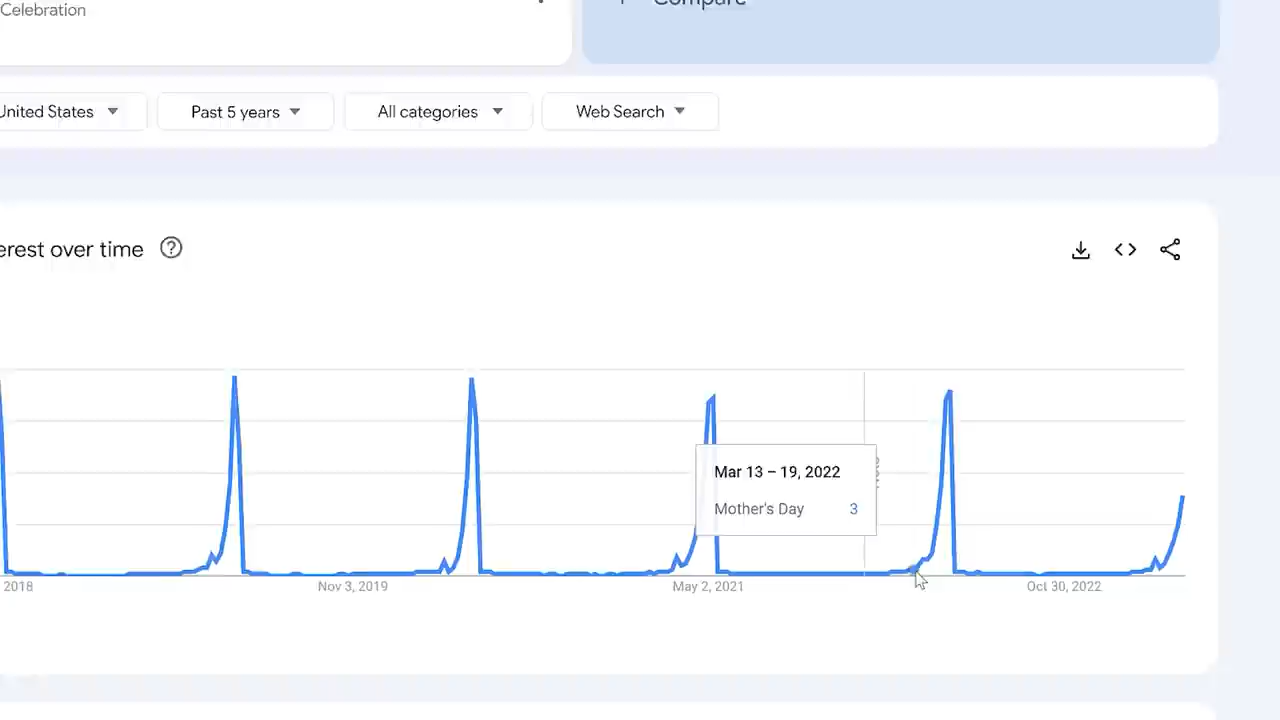 Celebration
Compare
United States
Past 5 years
All categories
Web Search
erest over time
Mar 13 – 19, 2022
Mother's Day 3
2018
Nov 3, 2019
May 2, 2021
Oct 30, 2022